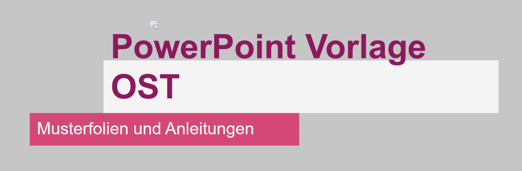 PowerPoint Vorlage
OST
Musterfolien und Anleitungen